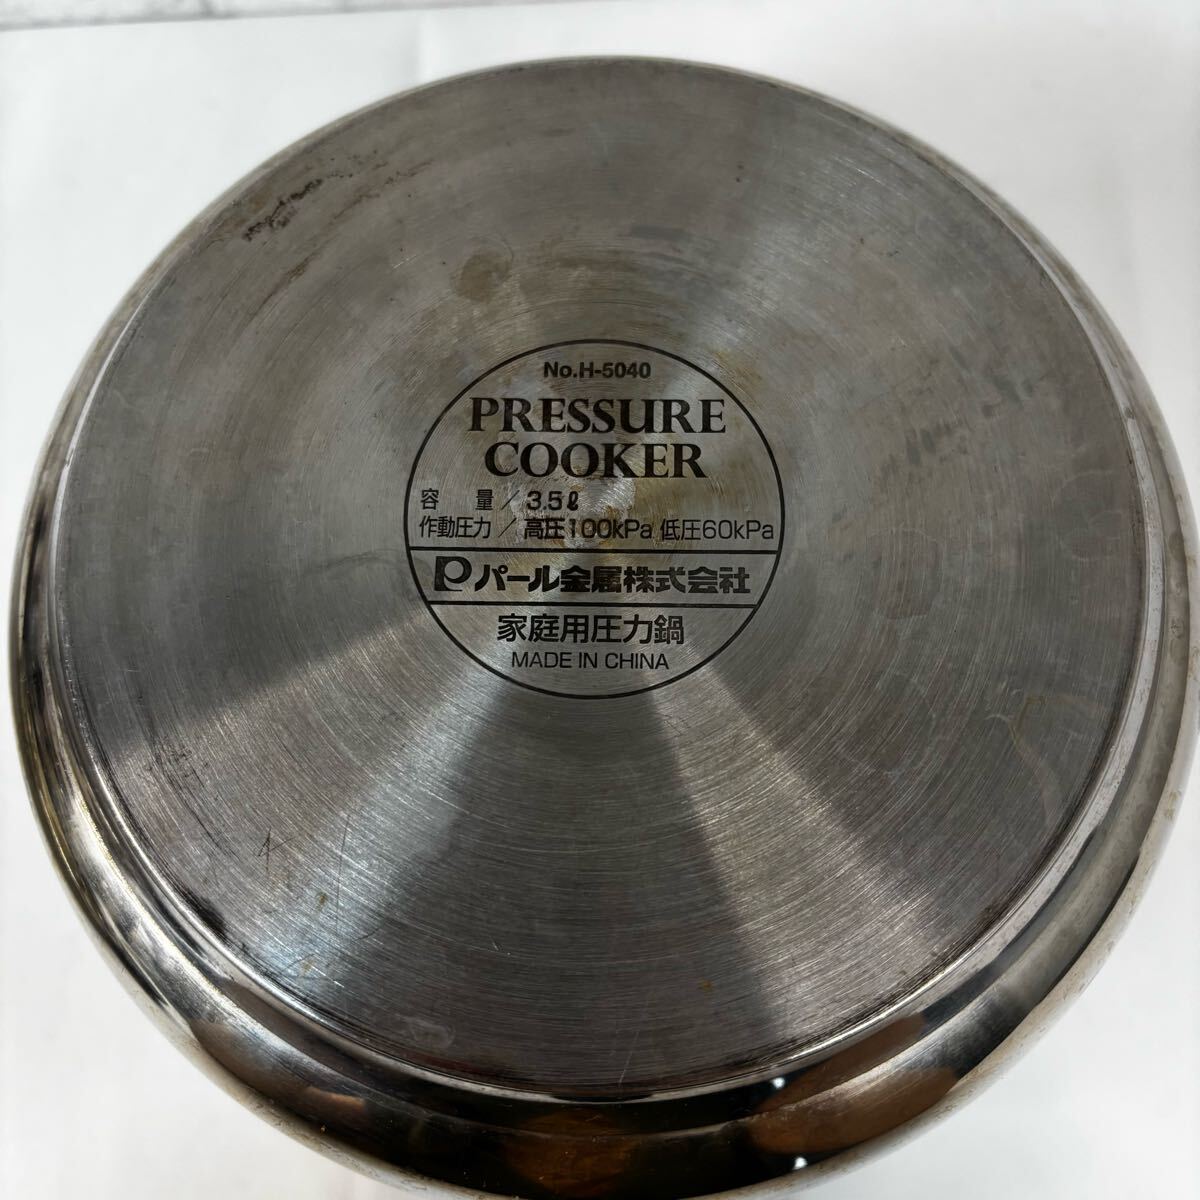 No.H-5040
PRESSURE
COOKER
容 量 / 3.5ℓ
作動圧力 / 高圧100kPa 低圧60kPa
パール金属株式会社
家庭用圧力鍋
MADE IN CHINA